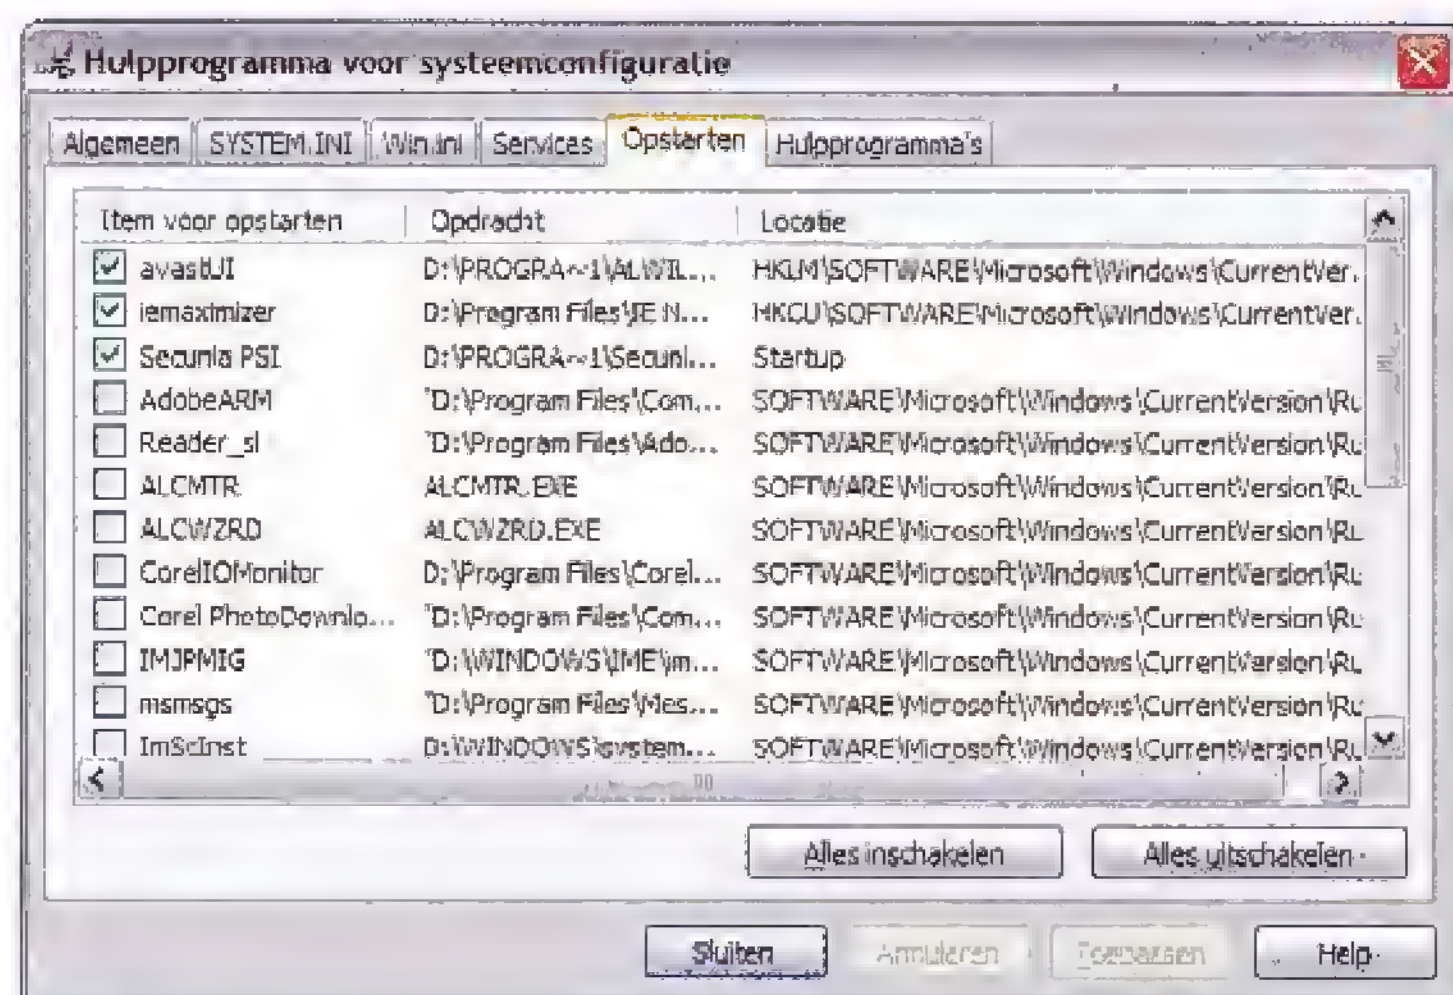 Hulpprogramma voor systeemconfiguratie
Algemeen SYSTEM.INI Win.ini Services Opstarten Hulpprogramma's
Item voor opstarten Opdracht Locatie
avastUI D:\PROGRA~1\ALWIL... HKLM\SOFTWARE\Microsoft\Windows\CurrentVer.
iemaximizer D:\Program Files\IE N... HKCU\SOFTWARE\Microsoft\Windows\CurrentVer.
Secunia PSI D:\PROGRA~1\Secuni... Startup
AdobeARM "D:\Program Files\Com... SOFTWARE\Microsoft\Windows\CurrentVersion\Ru
Reader_sl "D:\Program Files\Ado... SOFTWARE\Microsoft\Windows\CurrentVersion\Ru
ALCMTR ALCMTR.EXE SOFTWARE\Microsoft\Windows\CurrentVersion\Ru
ALCWZRD ALCWZRD.EXE SOFTWARE\Microsoft\Windows\CurrentVersion\Ru
CorelIOMonitor D:\Program Files\Corel... SOFTWARE\Microsoft\Windows\CurrentVersion\Ru
Corel PhotoDownlo... "D:\Program Files\Com... SOFTWARE\Microsoft\Windows\CurrentVersion\Ru
IMJPMIG "D:\WINDOWS\IME\im... SOFTWARE\Microsoft\Windows\CurrentVersion\Ru
msmsgs "D:\Program Files\Mes... SOFTWARE\Microsoft\Windows\CurrentVersion\Ru
ImScInst D:\WINDOWS\system... SOFTWARE\Microsoft\Windows\CurrentVersion\Ru
Alles inschakelen Alles uitschakelen
Sluiten Annuleren Toepassen Help